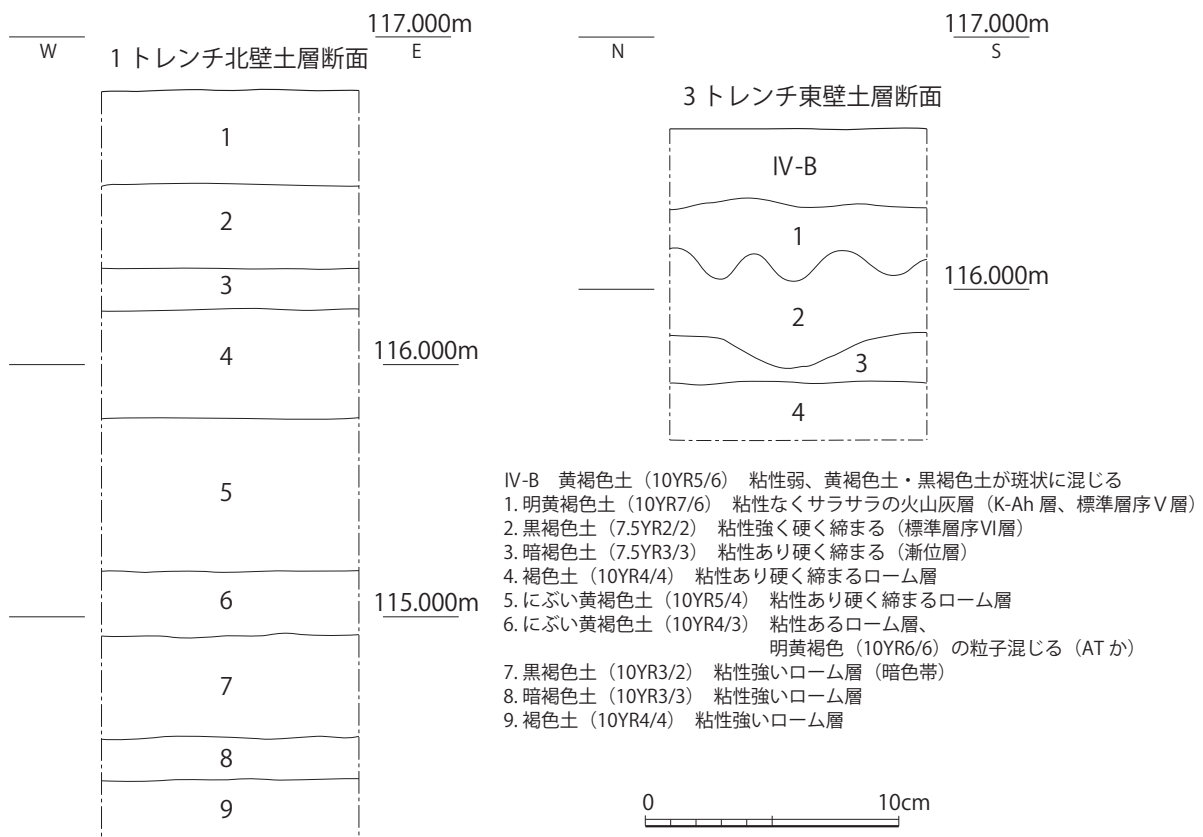 117.000m
W
E
1 トレンチ北壁土層断面
1
2
3
4
116.000m
5
6
115.000m
7
8
9
117.000m
N
S
3 トレンチ東壁土層断面
Ⅳ-B
1
116.000m
2
3
4
Ⅳ-B 黄褐色土（10YR5/6） 粘性弱、黄褐色土・黒褐色土が斑状に混じる
1. 明黄褐色土（10YR7/6） 粘性なくサラサラの火山灰層（K-Ah 層、標準層序Ⅴ層）
2. 黒褐色土（7.5YR2/2） 粘性強く硬く締まる（標準層序Ⅵ層）
3. 暗褐色土（7.5YR3/3） 粘性あり硬く締まる（漸位層）
4. 褐色土（10YR4/4） 粘性あり硬く締まるローム層
5. にぶい黄褐色土（10YR5/4） 粘性あり硬く締まるローム層
6. にぶい黄褐色土（10YR4/3） 粘性あるローム層、
明黄褐色（10YR6/6）の粒子混じる（AT か）
7. 黒褐色土（10YR3/2） 粘性強いローム層（暗色帯）
8. 暗褐色土（10YR3/3） 粘性強いローム層
9. 褐色土（10YR4/4） 粘性強いローム層
0
10cm